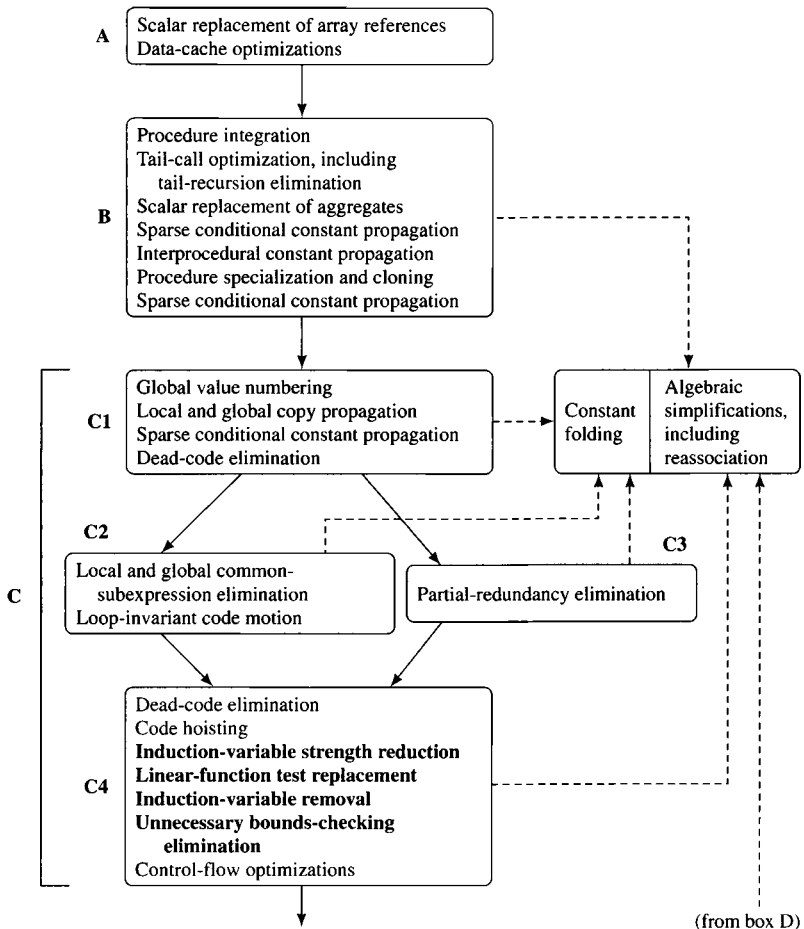 A
Scalar replacement of array references
Data-cache optimizations
B
Procedure integration
Tail-call optimization, including
tail-recursion elimination
Scalar replacement of aggregates
Sparse conditional constant propagation
Interprocedural constant propagation
Procedure specialization and cloning
Sparse conditional constant propagation
C
C1
Global value numbering
Local and global copy propagation
Sparse conditional constant propagation
Dead-code elimination
Constant
folding
Algebraic
simplifications,
including
reassociation
C2
Local and global common-
subexpression elimination
Loop-invariant code motion
C3
Partial-redundancy elimination
C4
Dead-code elimination
Code hoisting
Induction-variable strength reduction
Linear-function test replacement
Induction-variable removal
Unnecessary bounds-checking
elimination
Control-flow optimizations
(from box D)